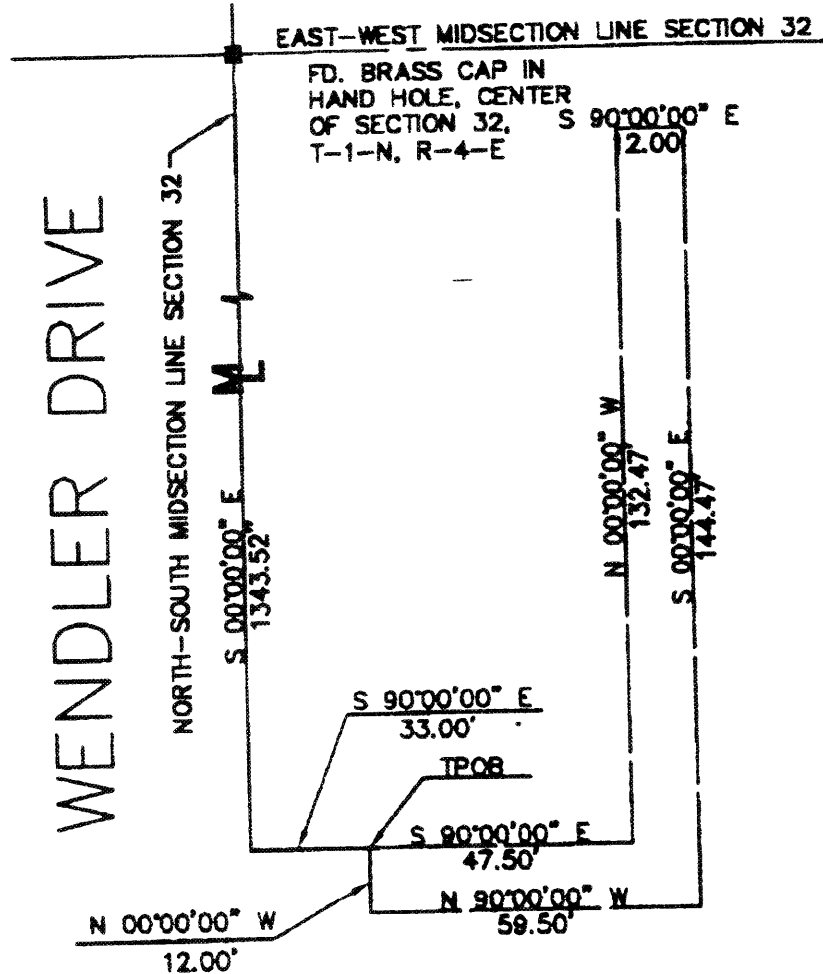 EAST-WEST MIDSECTION LINE SECTION 32
FD. BRASS CAP IN
HAND HOLE, CENTER
OF SECTION 32,
T-1-N, R-4-E
S 90°00'00" E
12.00'
WENDLER DRIVE
NORTH-SOUTH MIDSECTION LINE SECTION 32
ML
S 00°00'00" E
1343.52'
N 00°00'00" W
132.47'
S 00°00'00" E
144.47'
S 90°00'00" E
33.00'
TPOB
S 90°00'00" E
47.50'
N 90°00'00" W
59.50'
N 00°00'00" W
12.00'